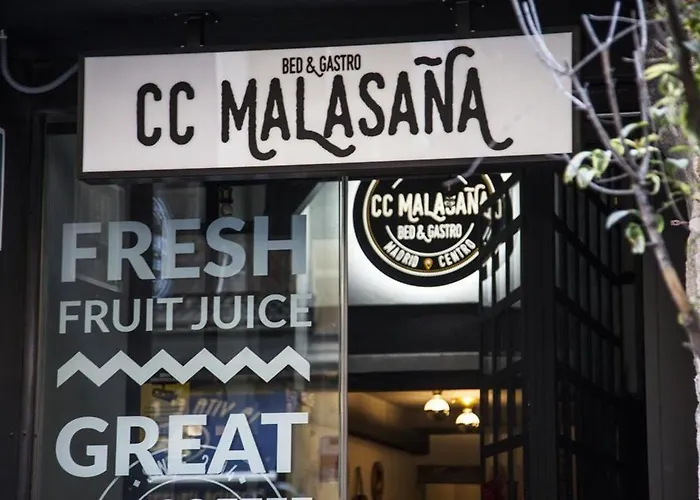 BED & GASTRO
CC MALASAÑA
CC MALASAÑA
BED & GASTRO
MADRID CENTRO
FRESH
FRUIT JUICE
GREAT